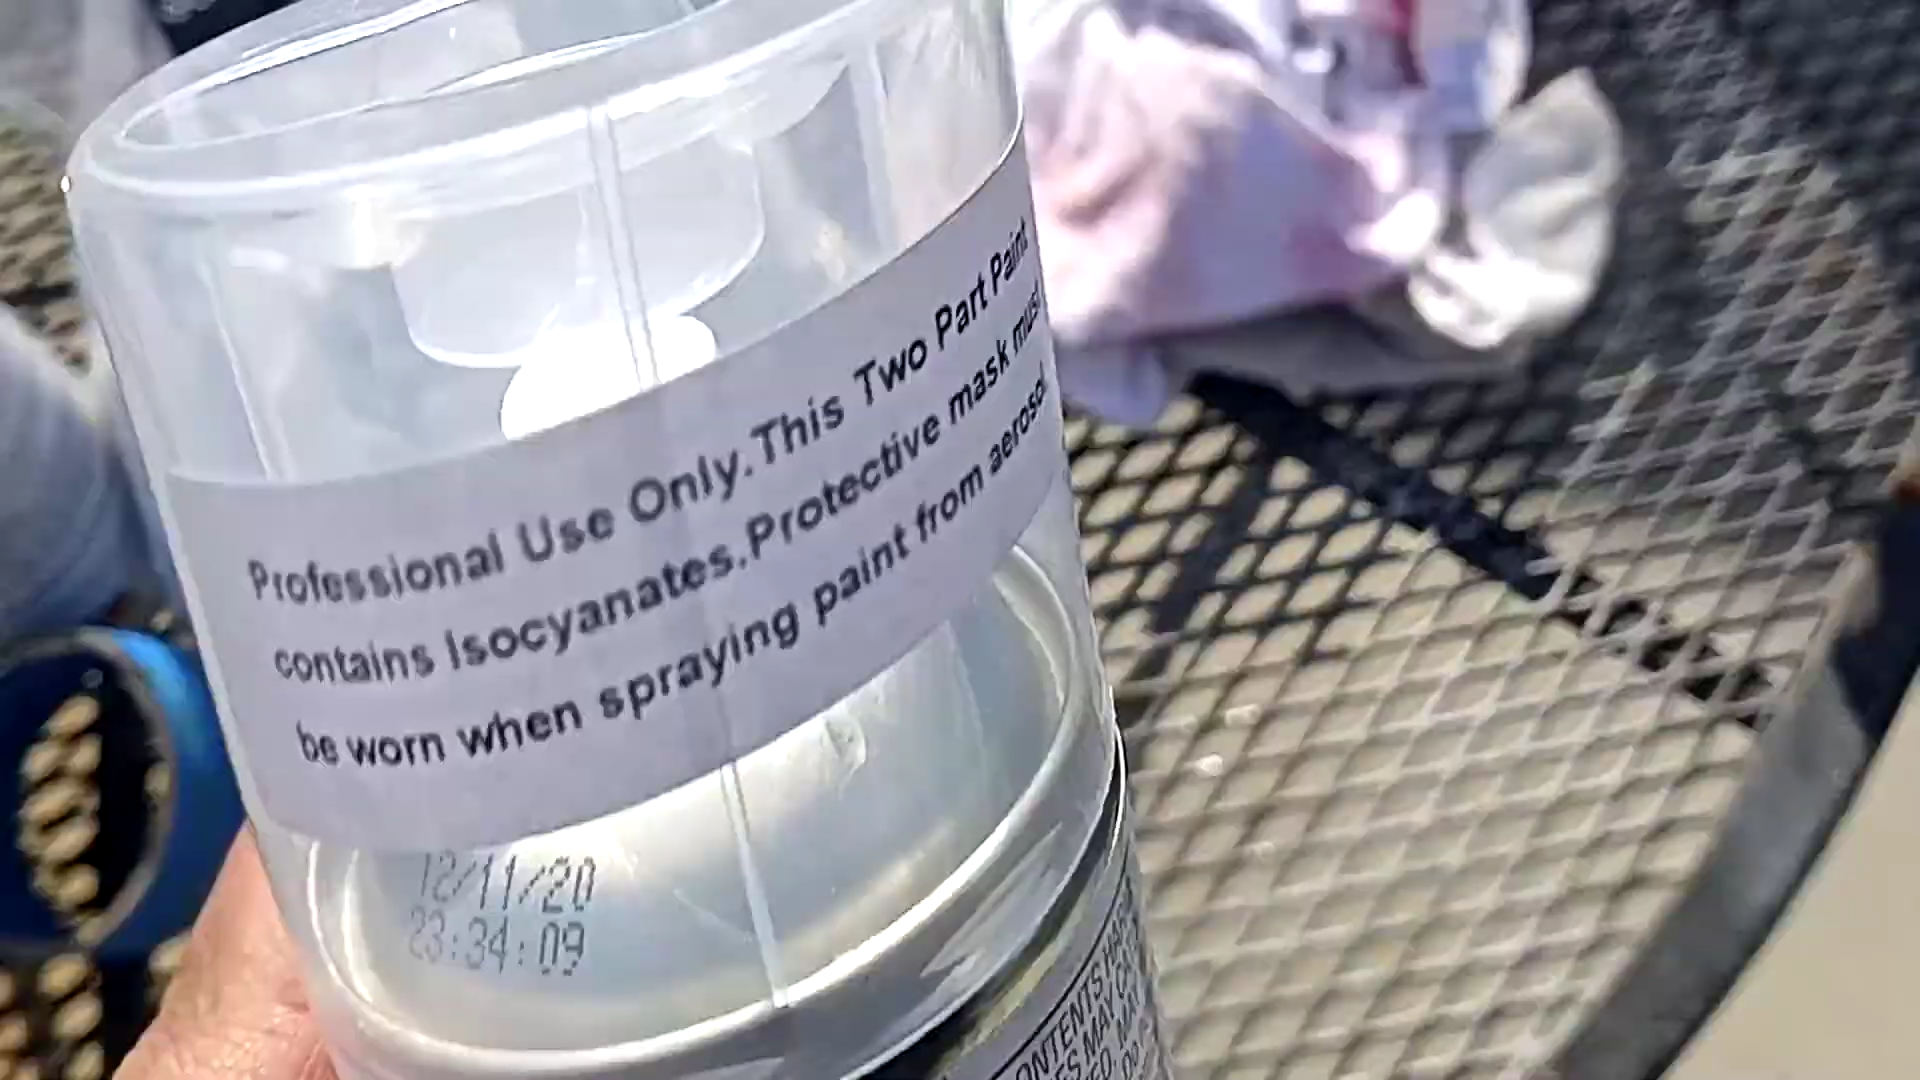 Professional Use Only. This Two Part Paint
contains Isocyanates. Protective mask must
be worn when spraying paint from aerosol
12/11/20
23:34:09
MAY